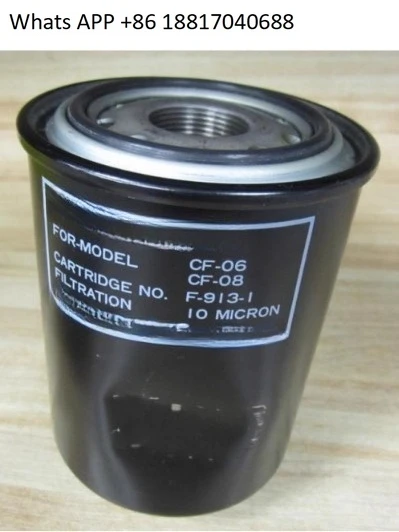 Whats APP +86 18817040688
FOR-MODEL CF-06
CF-08
CARTRIDGE NO. F-913-1
FILTRATION 10 MICRON